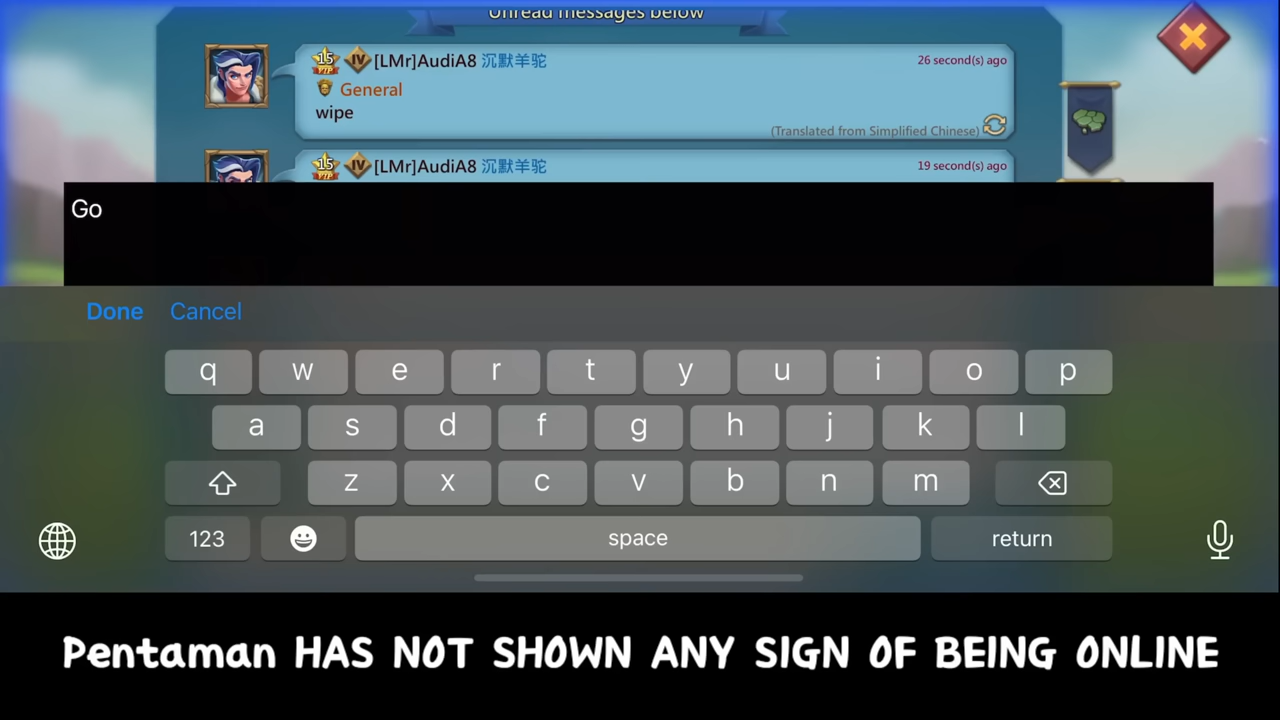 Unread messages below
15 VIP IV [LMr]AudiA8 沉默羊驼 26 second(s) ago
General
wipe
(Translated from Simplified Chinese)
15 VIP IV [LMr]AudiA8 沉默羊驼 19 second(s) ago
Go
Done Cancel
q w e r t y u i o p
a s d f g h j k l
z x c v b n m
123 space return
Pentaman HAS NOT SHOWN ANY SIGN OF BEING ONLINE